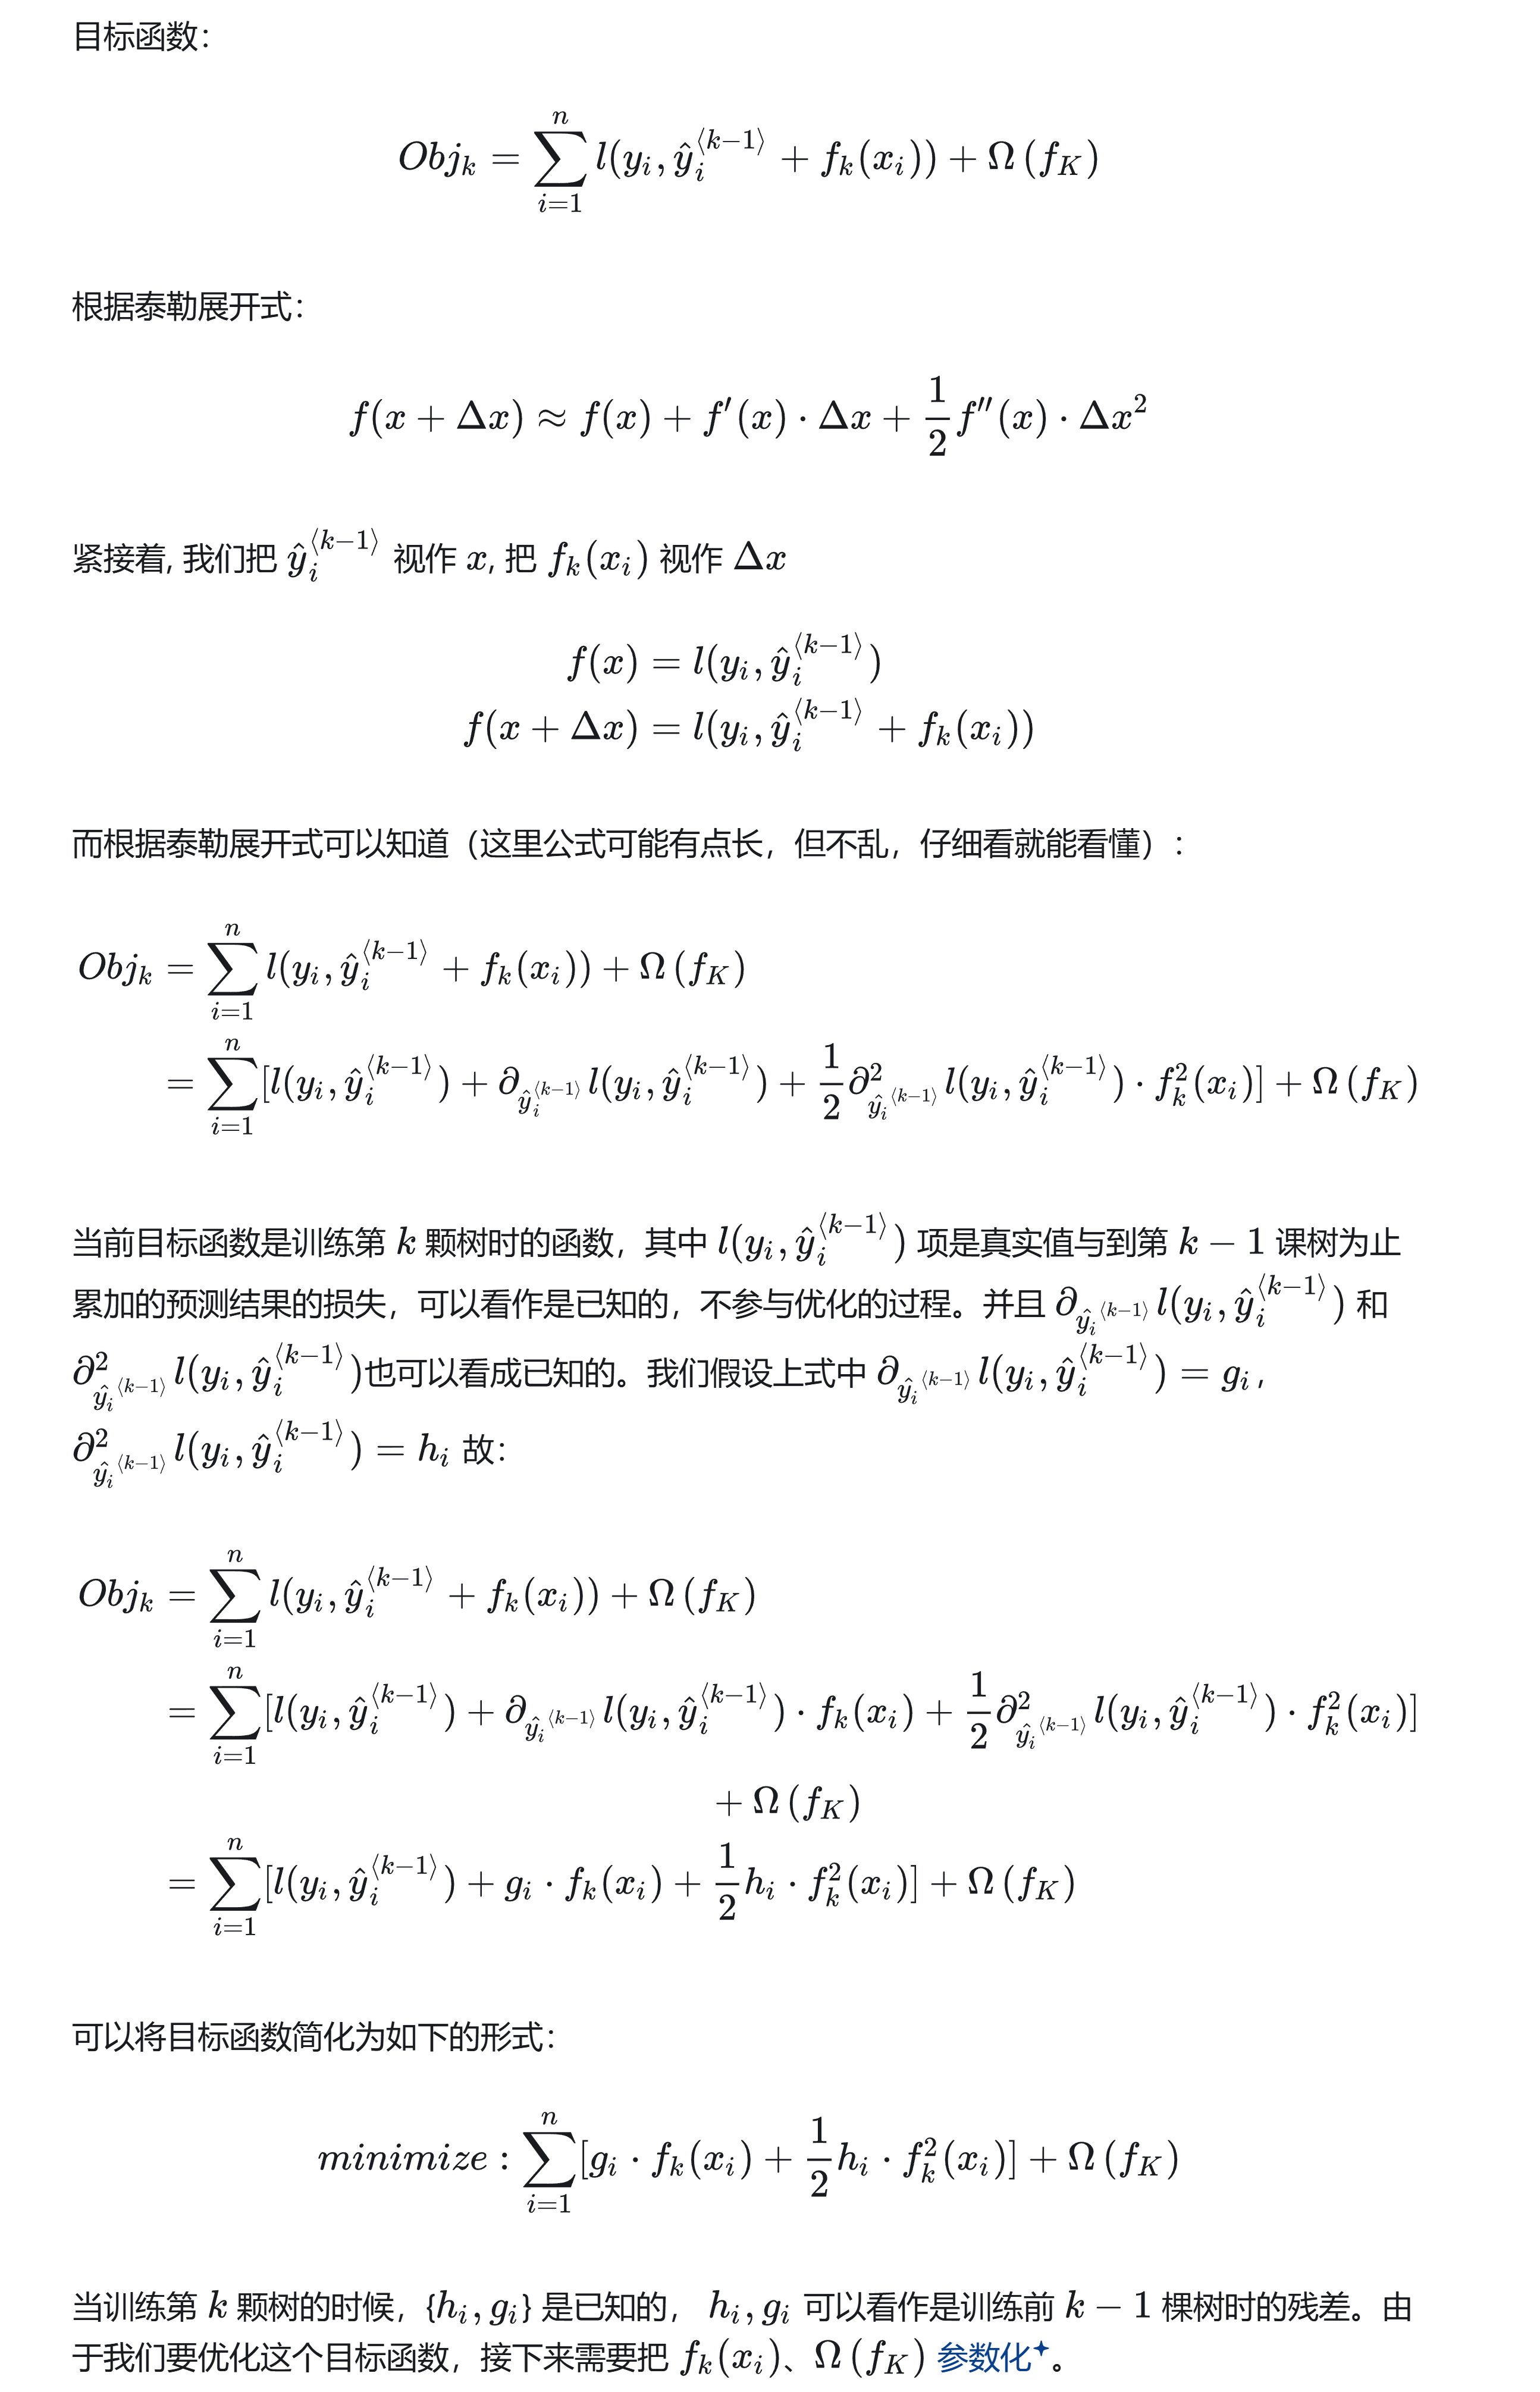 目标函数：
$Obj_k = \sum_{i=1}^{n} l(y_i, \hat{y}_i^{\langle k-1 \rangle} + f_k(x_i)) + \Omega(f_K)$
根据泰勒展开式：
$f(x + \Delta x) \approx f(x) + f'(x) \cdot \Delta x + \frac{1}{2} f''(x) \cdot \Delta x^2$
紧接着, 我们把 $\hat{y}_i^{\langle k-1 \rangle}$ 视作 $x$, 把 $f_k(x_i)$ 视作 $\Delta x$
$f(x) = l(y_i, \hat{y}_i^{\langle k-1 \rangle})$
$f(x + \Delta x) = l(y_i, \hat{y}_i^{\langle k-1 \rangle} + f_k(x_i))$
而根据泰勒展开式可以知道（这里公式可能有点长，但不乱，仔细看就能看懂）：
$Obj_k = \sum_{i=1}^{n} l(y_i, \hat{y}_i^{\langle k-1 \rangle} + f_k(x_i)) + \Omega(f_K)$
$= \sum_{i=1}^{n} [l(y_i, \hat{y}_i^{\langle k-1 \rangle}) + \partial_{\hat{y}_i^{\langle k-1 \rangle}} l(y_i, \hat{y}_i^{\langle k-1 \rangle}) + \frac{1}{2} \partial^2_{\hat{y_i}^{\langle k-1 \rangle}} l(y_i, \hat{y}_i^{\langle k-1 \rangle}) \cdot f_k^2(x_i)] + \Omega(f_K)$
当前目标函数是训练第 $k$ 颗树时的函数，其中 $l(y_i, \hat{y}_i^{\langle k-1 \rangle})$ 项是真实值与到第 $k-1$ 课树为止
累加的预测结果的损失，可以看作是已知的，不参与优化的过程。并且 $\partial_{\hat{y_i}^{\langle k-1 \rangle}} l(y_i, \hat{y}_i^{\langle k-1 \rangle})$ 和
$\partial^2_{\hat{y_i}^{\langle k-1 \rangle}} l(y_i, \hat{y}_i^{\langle k-1 \rangle})$也可以看成已知的。我们假设上式中 $\partial_{\hat{y_i}^{\langle k-1 \rangle}} l(y_i, \hat{y}_i^{\langle k-1 \rangle}) = g_i$，
$\partial^2_{\hat{y_i}^{\langle k-1 \rangle}} l(y_i, \hat{y}_i^{\langle k-1 \rangle}) = h_i$ 故：
$Obj_k = \sum_{i=1}^{n} l(y_i, \hat{y}_i^{\langle k-1 \rangle} + f_k(x_i)) + \Omega(f_K)$
$= \sum_{i=1}^{n} [l(y_i, \hat{y}_i^{\langle k-1 \rangle}) + \partial_{\hat{y_i}^{\langle k-1 \rangle}} l(y_i, \hat{y}_i^{\langle k-1 \rangle}) \cdot f_k(x_i) + \frac{1}{2} \partial^2_{\hat{y_i}^{\langle k-1 \rangle}} l(y_i, \hat{y}_i^{\langle k-1 \rangle}) \cdot f_k^2(x_i)]$
$+ \Omega(f_K)$
$= \sum_{i=1}^{n} [l(y_i, \hat{y}_i^{\langle k-1 \rangle}) + g_i \cdot f_k(x_i) + \frac{1}{2} h_i \cdot f_k^2(x_i)] + \Omega(f_K)$
可以将目标函数简化为如下的形式：
$minimize: \sum_{i=1}^{n} [g_i \cdot f_k(x_i) + \frac{1}{2} h_i \cdot f_k^2(x_i)] + \Omega(f_K)$
当训练第 $k$ 颗树的时候，{$h_i, g_i$} 是已知的， $h_i, g_i$ 可以看作是训练前 $k-1$ 棵树时的残差。由
于我们要优化这个目标函数，接下来需要把 $f_k(x_i)$、$\Omega(f_K)$ 参数化。